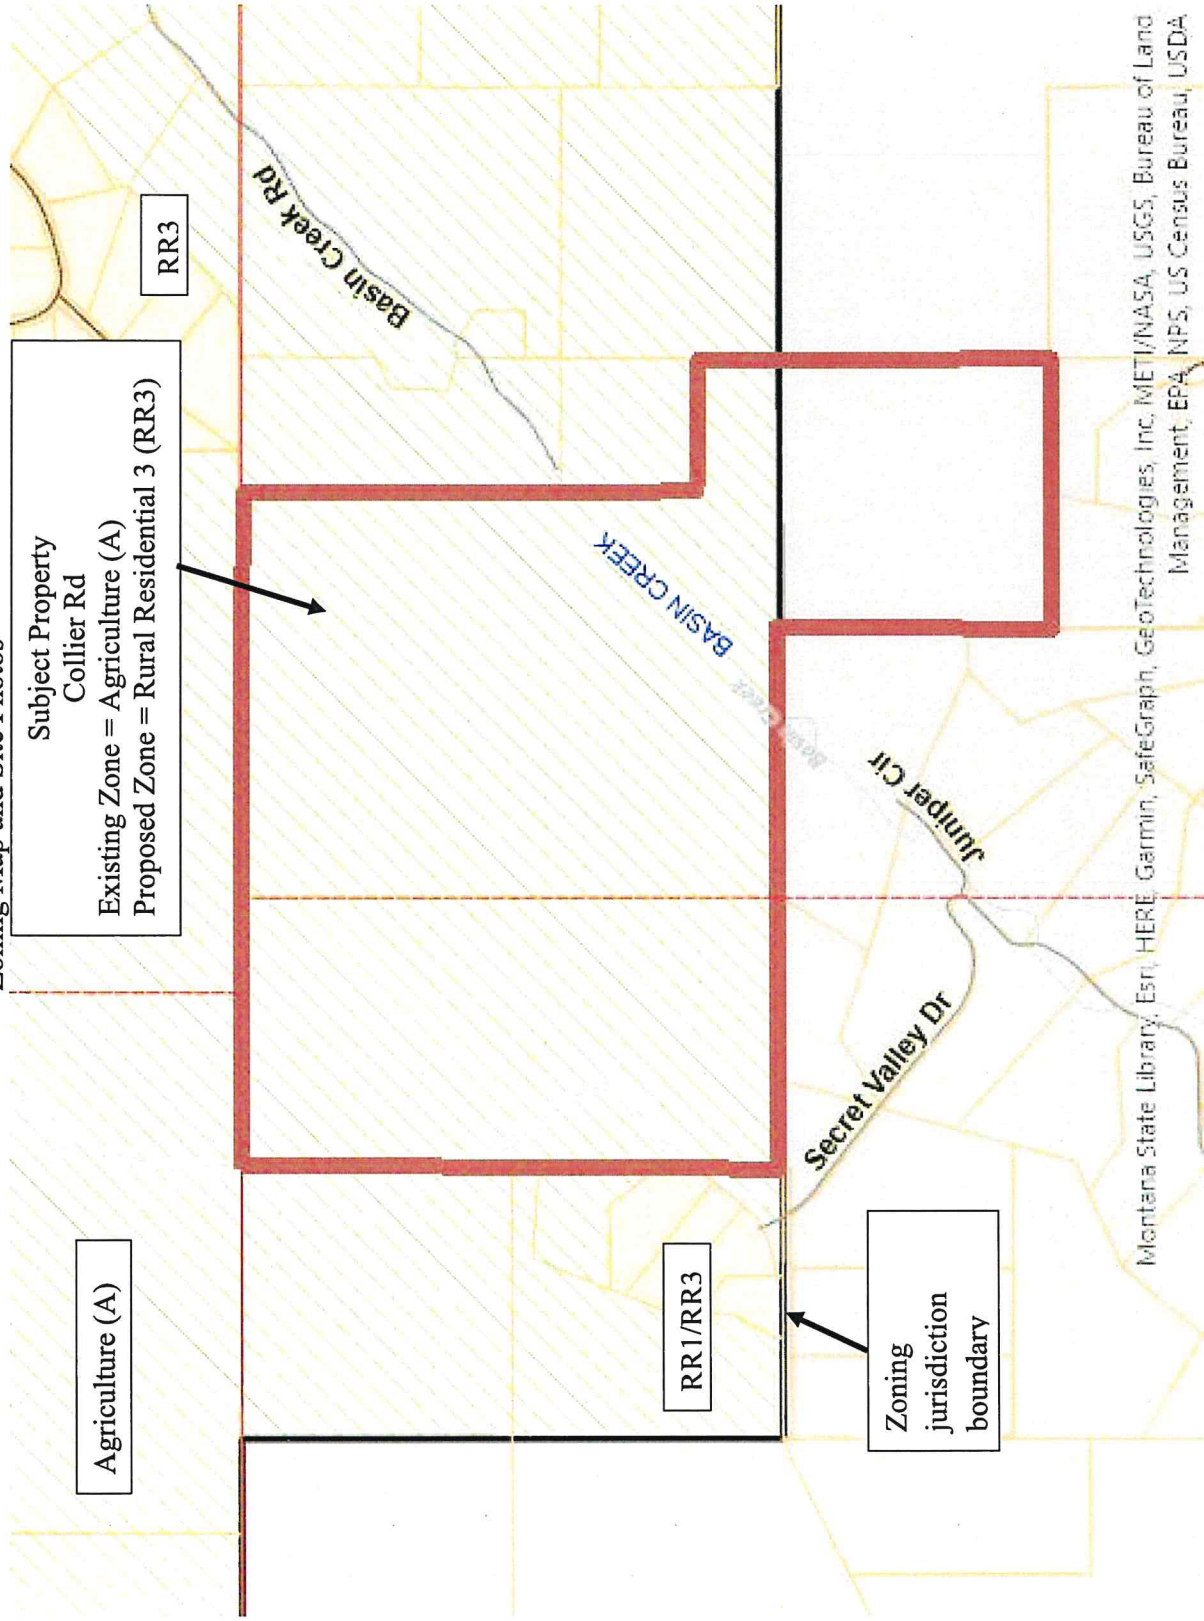 Zoning Map and Site Photos
Subject Property
Collier Rd
Existing Zone = Agriculture (A)
Proposed Zone = Rural Residential 3 (RR3)
Agriculture (A)
RR3
Basin Creek Rd
BASIN CREEK
RR1/RR3
Basin Creek
Secret Valley Dr
Juniper Cir
Zoning
jurisdiction
boundary
Montana State Library, Esri, HERE, Garmin, SafeGraph, GeoTechnologies, Inc, METI/NASA, USGS, Bureau of Land
Management, EPA, NPS, US Census Bureau, USDA